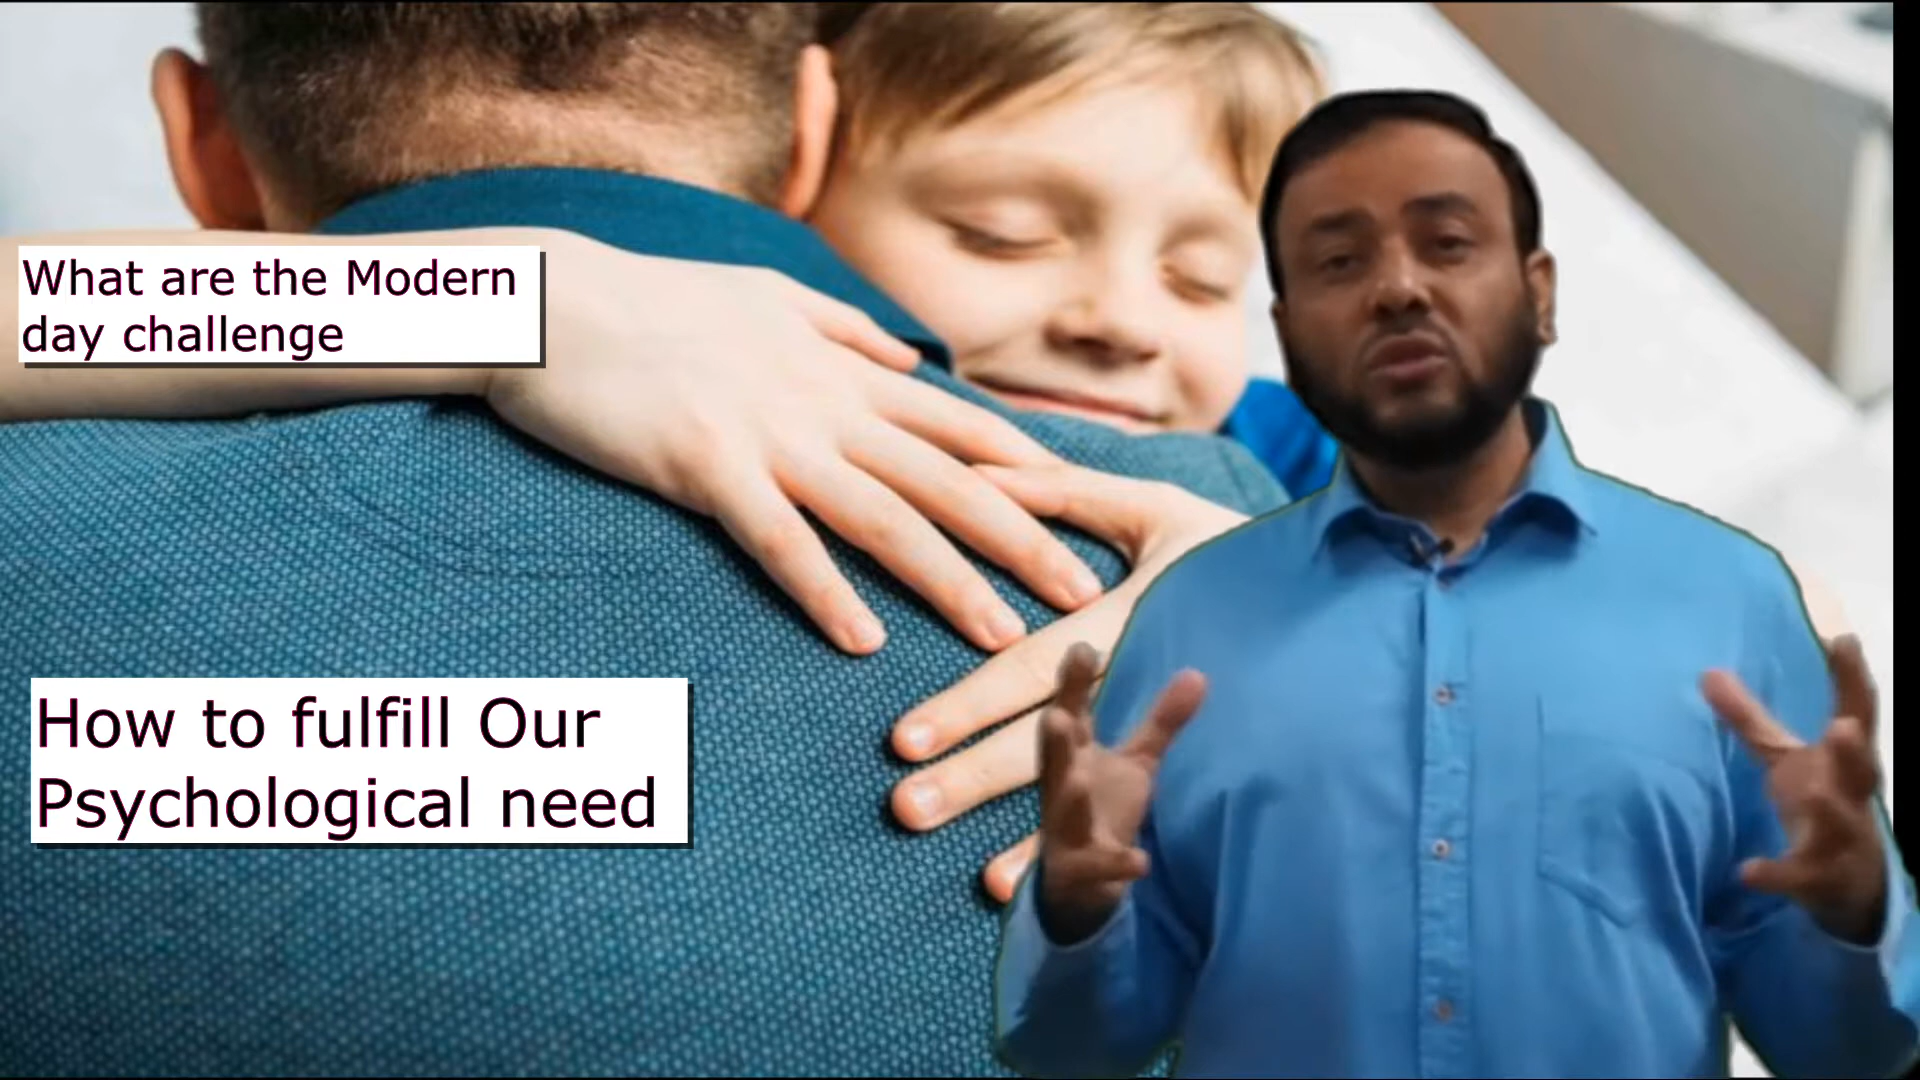 What are the Modern
day challenge
How to fulfill Our
Psychological need